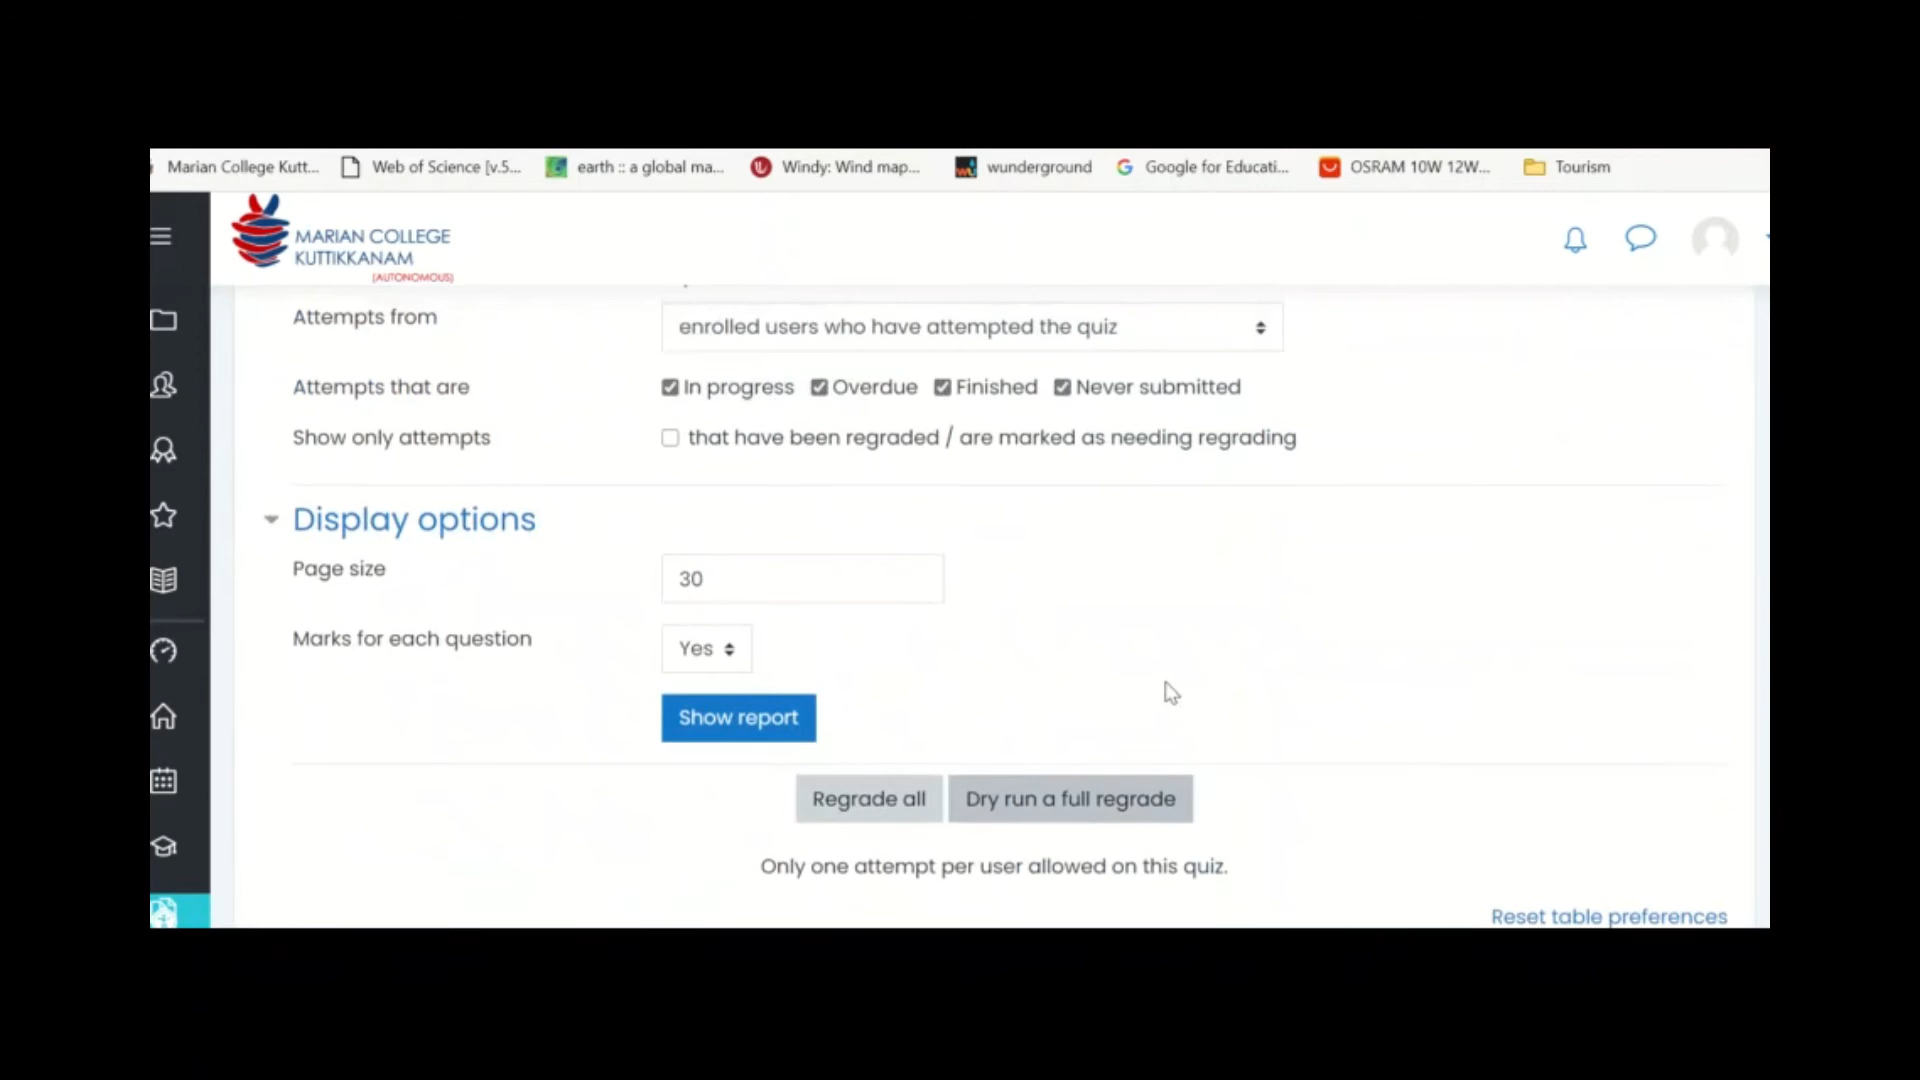 Marian College Kutt...
Web of Science [v.5...
earth :: a global ma...
Windy: Wind map...
wunderground
Google for Educati...
OSRAM 10W 12W...
Tourism
MARIAN COLLEGE
KUTTIKKANAM
(AUTONOMOUS)
Attempts from
enrolled users who have attempted the quiz
Attempts that are
In progress Overdue Finished Never submitted
Show only attempts
that have been regraded / are marked as needing regrading
Display options
Page size
30
Marks for each question
Yes
Show report
Regrade all
Dry run a full regrade
Only one attempt per user allowed on this quiz.
Reset table preferences